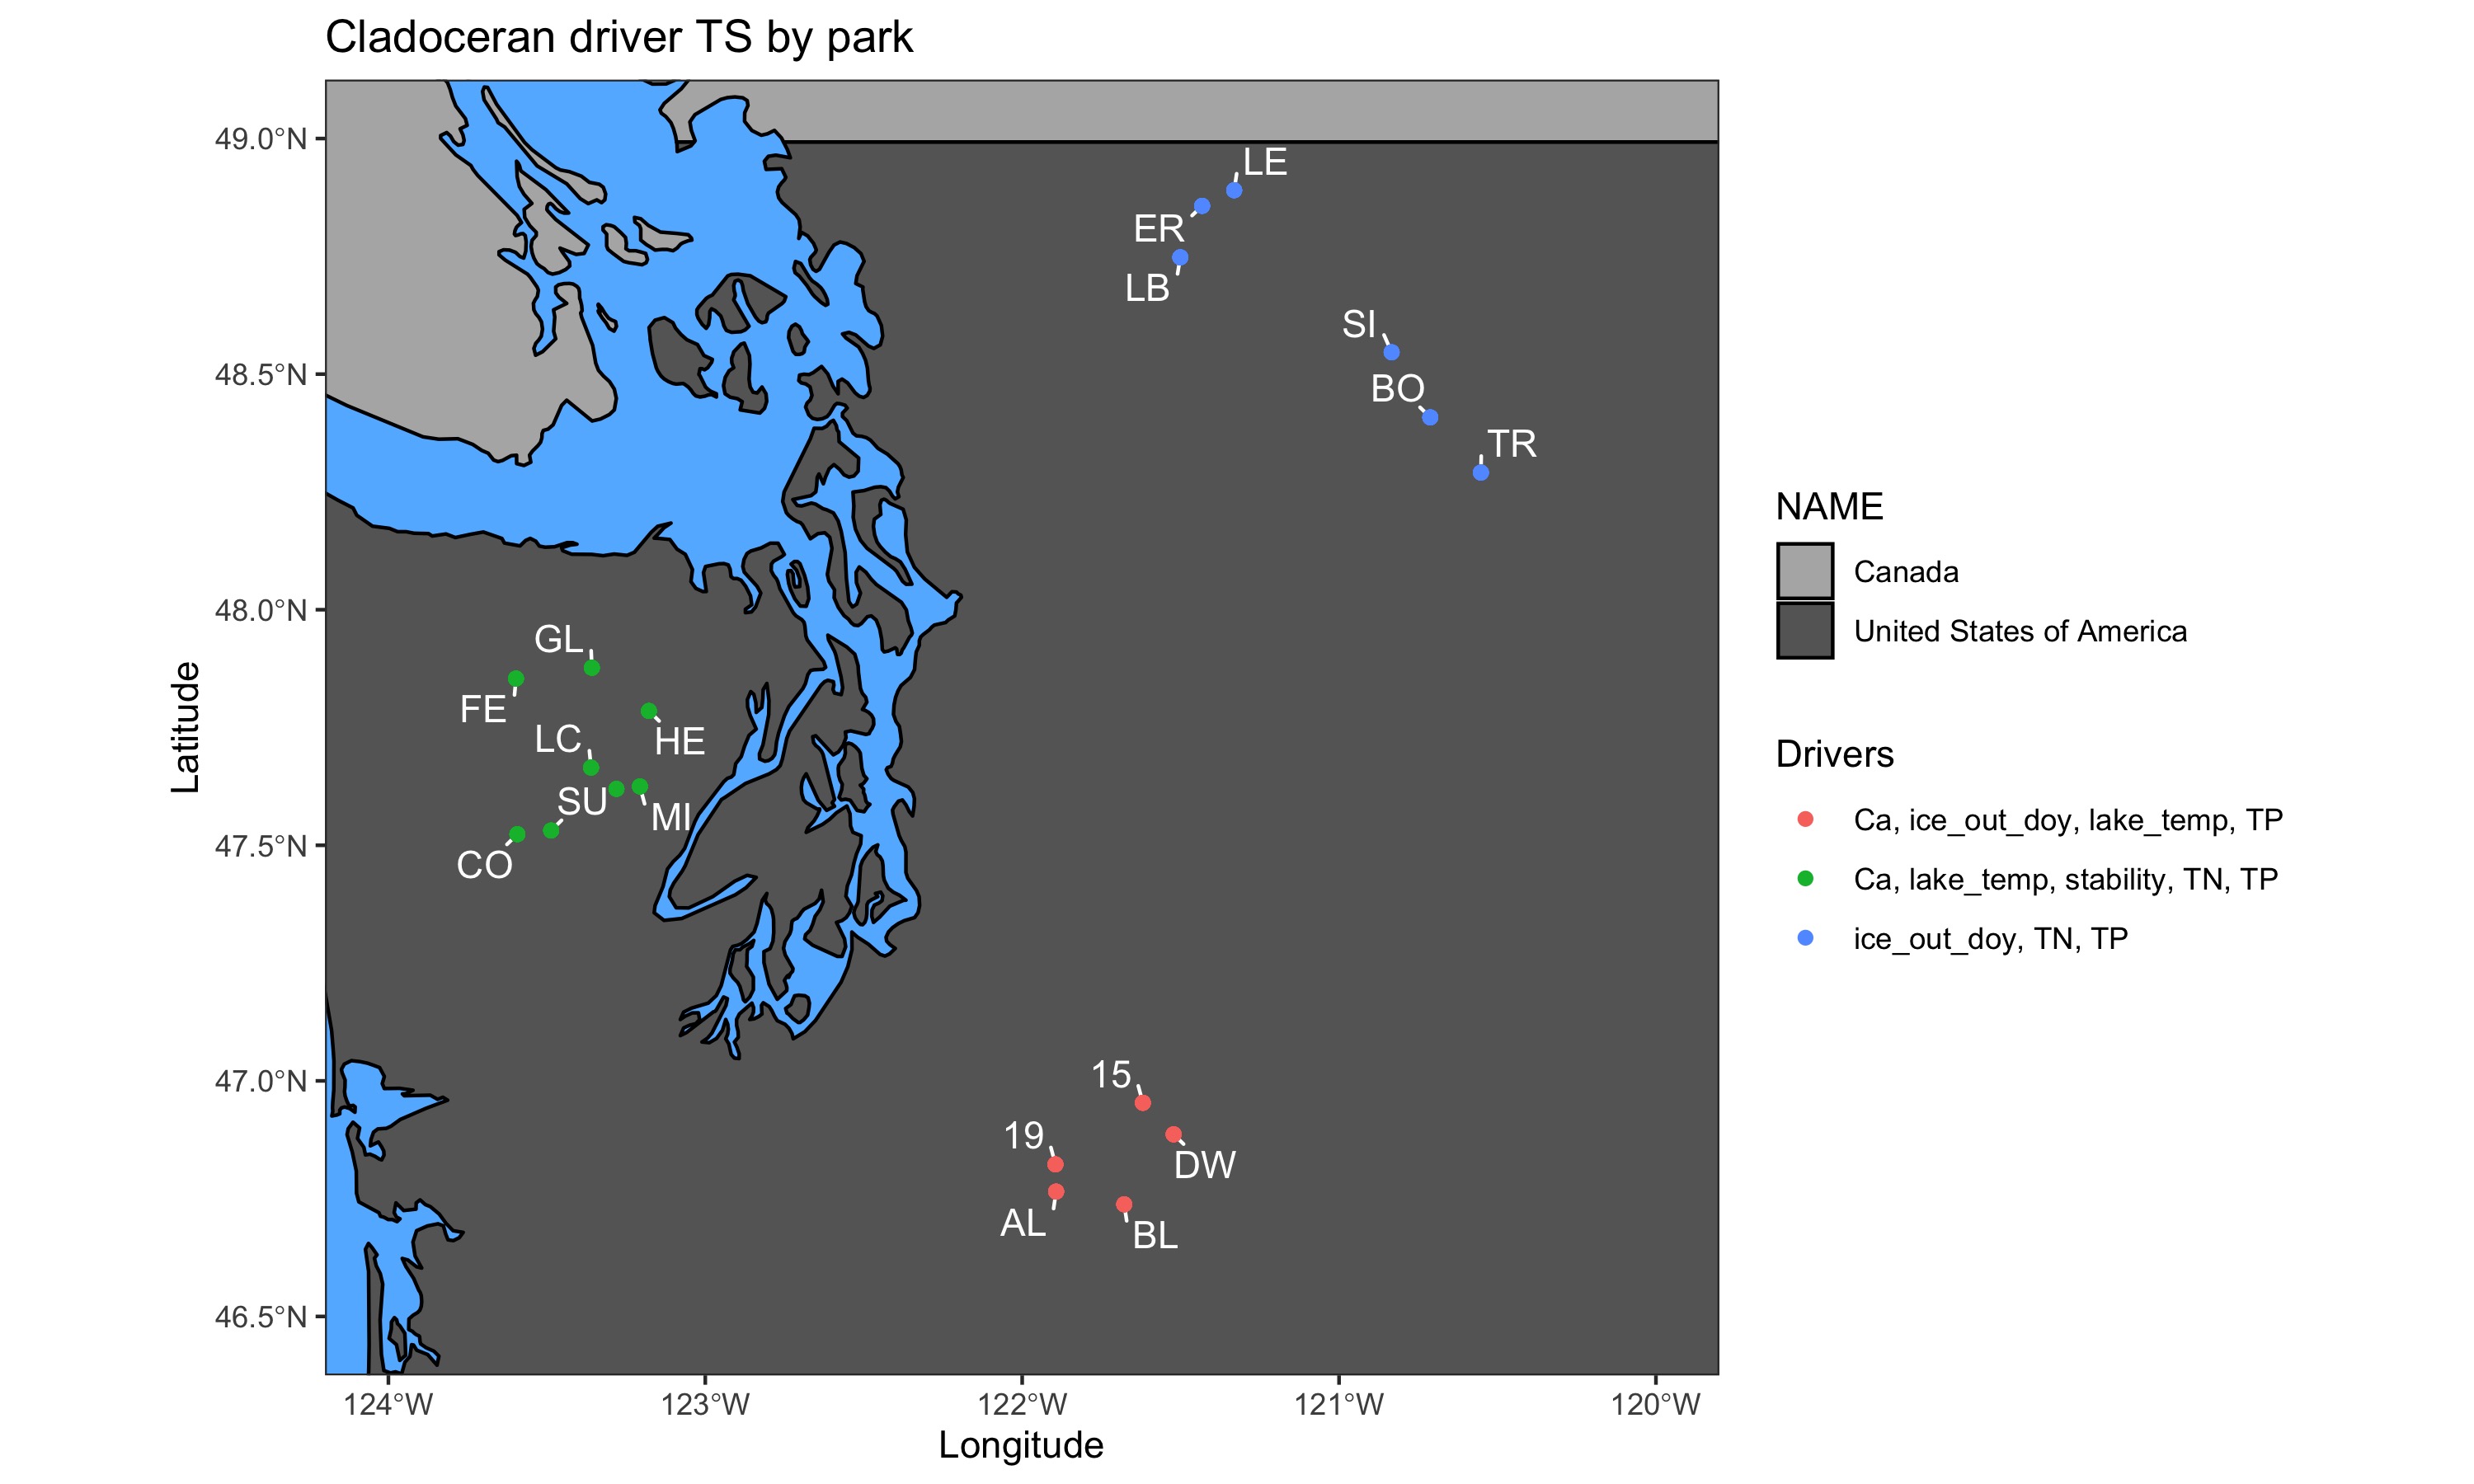 Cladoceran driver TS by park
49.0°N
48.5°N
48.0°N
47.5°N
47.0°N
46.5°N
Latitude
LE
ER
LB
SI
BO
TR
GL
FE
HE
LC
SU
MI
CO
15
19
DW
AL
BL
124°W
123°W
122°W
121°W
120°W
Longitude
NAME
Canada
United States of America
Drivers
Ca, ice_out_doy, lake_temp, TP
Ca, lake_temp, stability, TN, TP
ice_out_doy, TN, TP